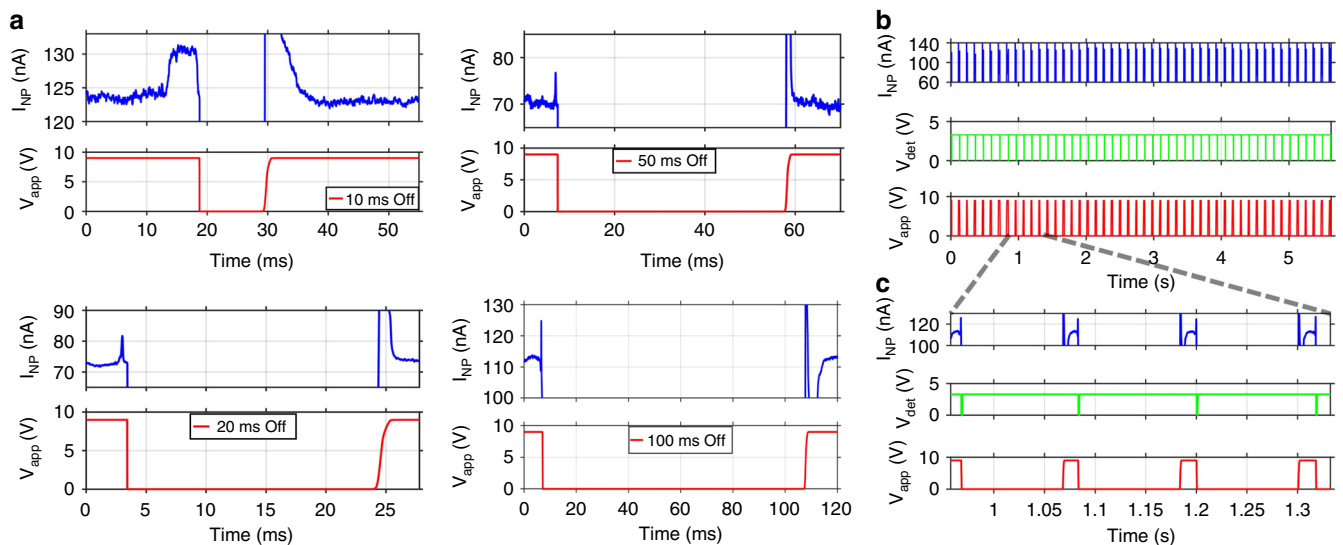 a
130
125
120
I_NP (nA)
10
5
0
V_app (V)
10 ms Off
0 10 20 30 40 50
Time (ms)
80
70
I_NP (nA)
10
5
0
V_app (V)
50 ms Off
0 20 40 60
Time (ms)
90
80
70
I_NP (nA)
10
5
0
V_app (V)
20 ms Off
0 5 10 15 20 25
Time (ms)
130
120
110
100
I_NP (nA)
10
5
0
V_app (V)
100 ms Off
0 20 40 60 80 100 120
Time (ms)
b
140
100
60
I_NP (nA)
5
0
V_det (V)
10
5
0
V_app (V)
0 1 2 3 4 5
Time (s)
c
120
100
I_NP (nA)
5
0
V_det (V)
10
0
V_app (V)
1 1.05 1.1 1.15 1.2 1.25 1.3
Time (s)